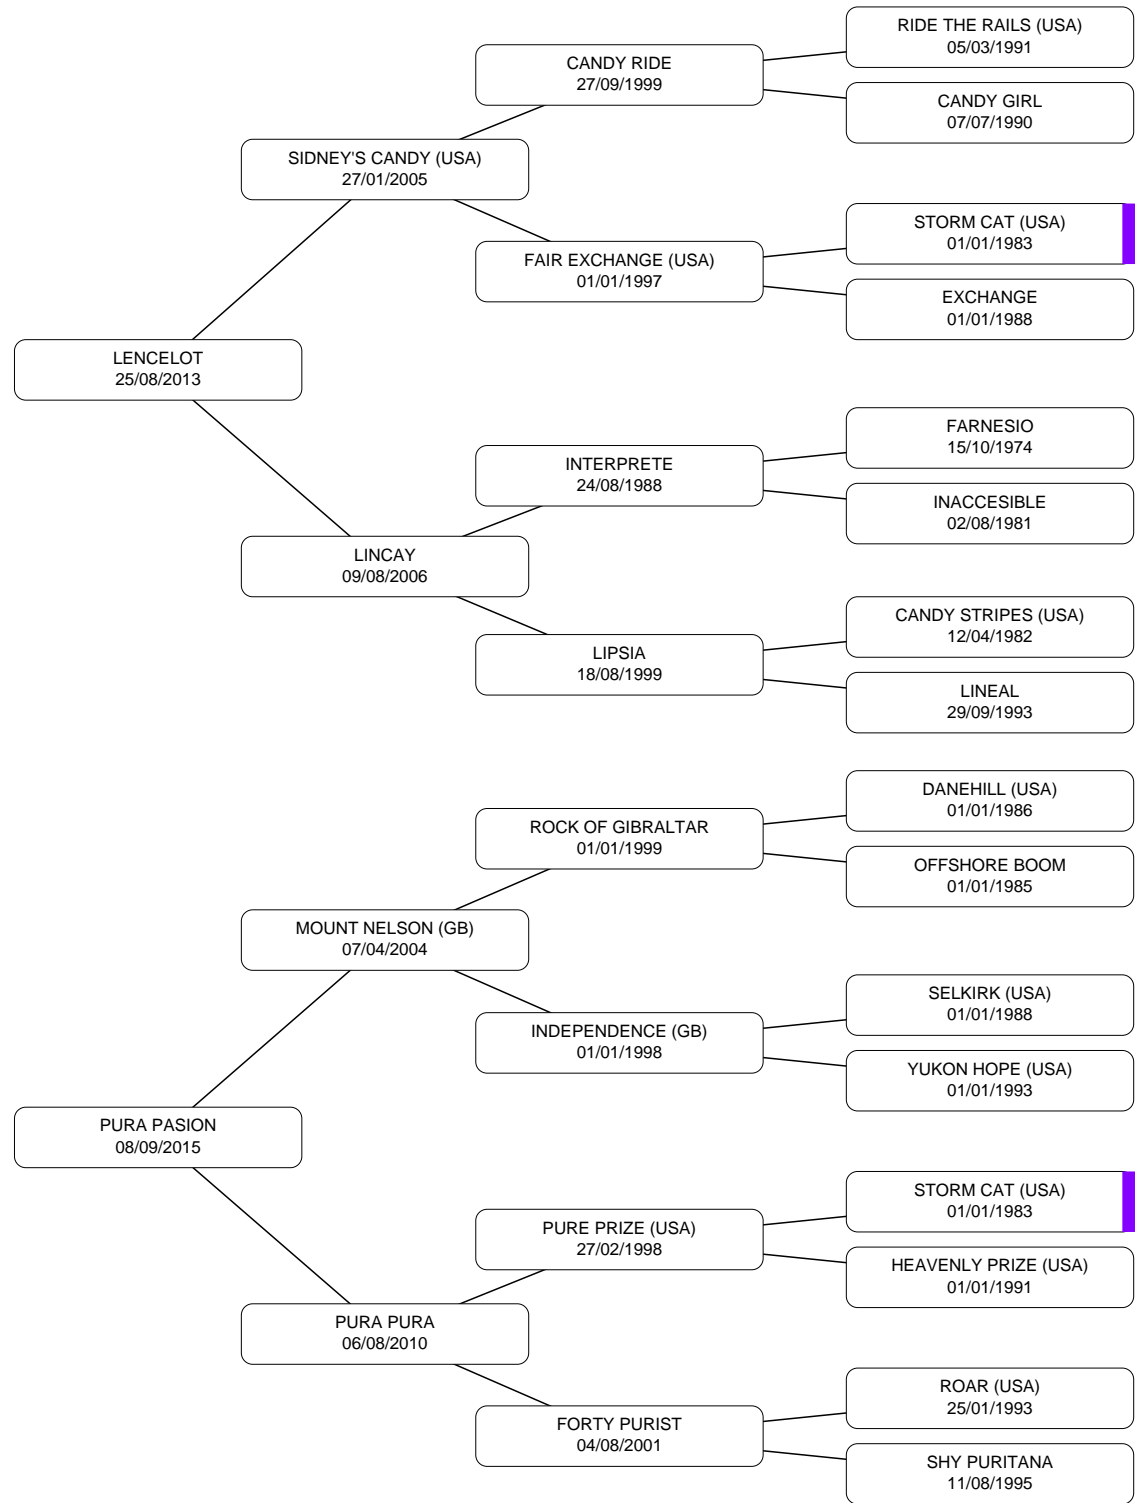 RIDE THE RAILS (USA)
05/03/1991
CANDY RIDE
27/09/1999
CANDY GIRL
07/07/1990
SIDNEY'S CANDY (USA)
27/01/2005
STORM CAT (USA)
01/01/1983
FAIR EXCHANGE (USA)
01/01/1997
EXCHANGE
01/01/1988
LENCELOT
25/08/2013
FARNESIO
15/10/1974
INTERPRETE
24/08/1988
INACCESIBLE
02/08/1981
LINCAY
09/08/2006
CANDY STRIPES (USA)
12/04/1982
LIPSIA
18/08/1999
LINEAL
29/09/1993
DANEHILL (USA)
01/01/1986
ROCK OF GIBRALTAR
01/01/1999
OFFSHORE BOOM
01/01/1985
MOUNT NELSON (GB)
07/04/2004
SELKIRK (USA)
01/01/1988
INDEPENDENCE (GB)
01/01/1998
YUKON HOPE (USA)
01/01/1993
PURA PASION
08/09/2015
STORM CAT (USA)
01/01/1983
PURE PRIZE (USA)
27/02/1998
HEAVENLY PRIZE (USA)
01/01/1991
PURA PURA
06/08/2010
ROAR (USA)
25/01/1993
FORTY PURIST
04/08/2001
SHY PURITANA
11/08/1995